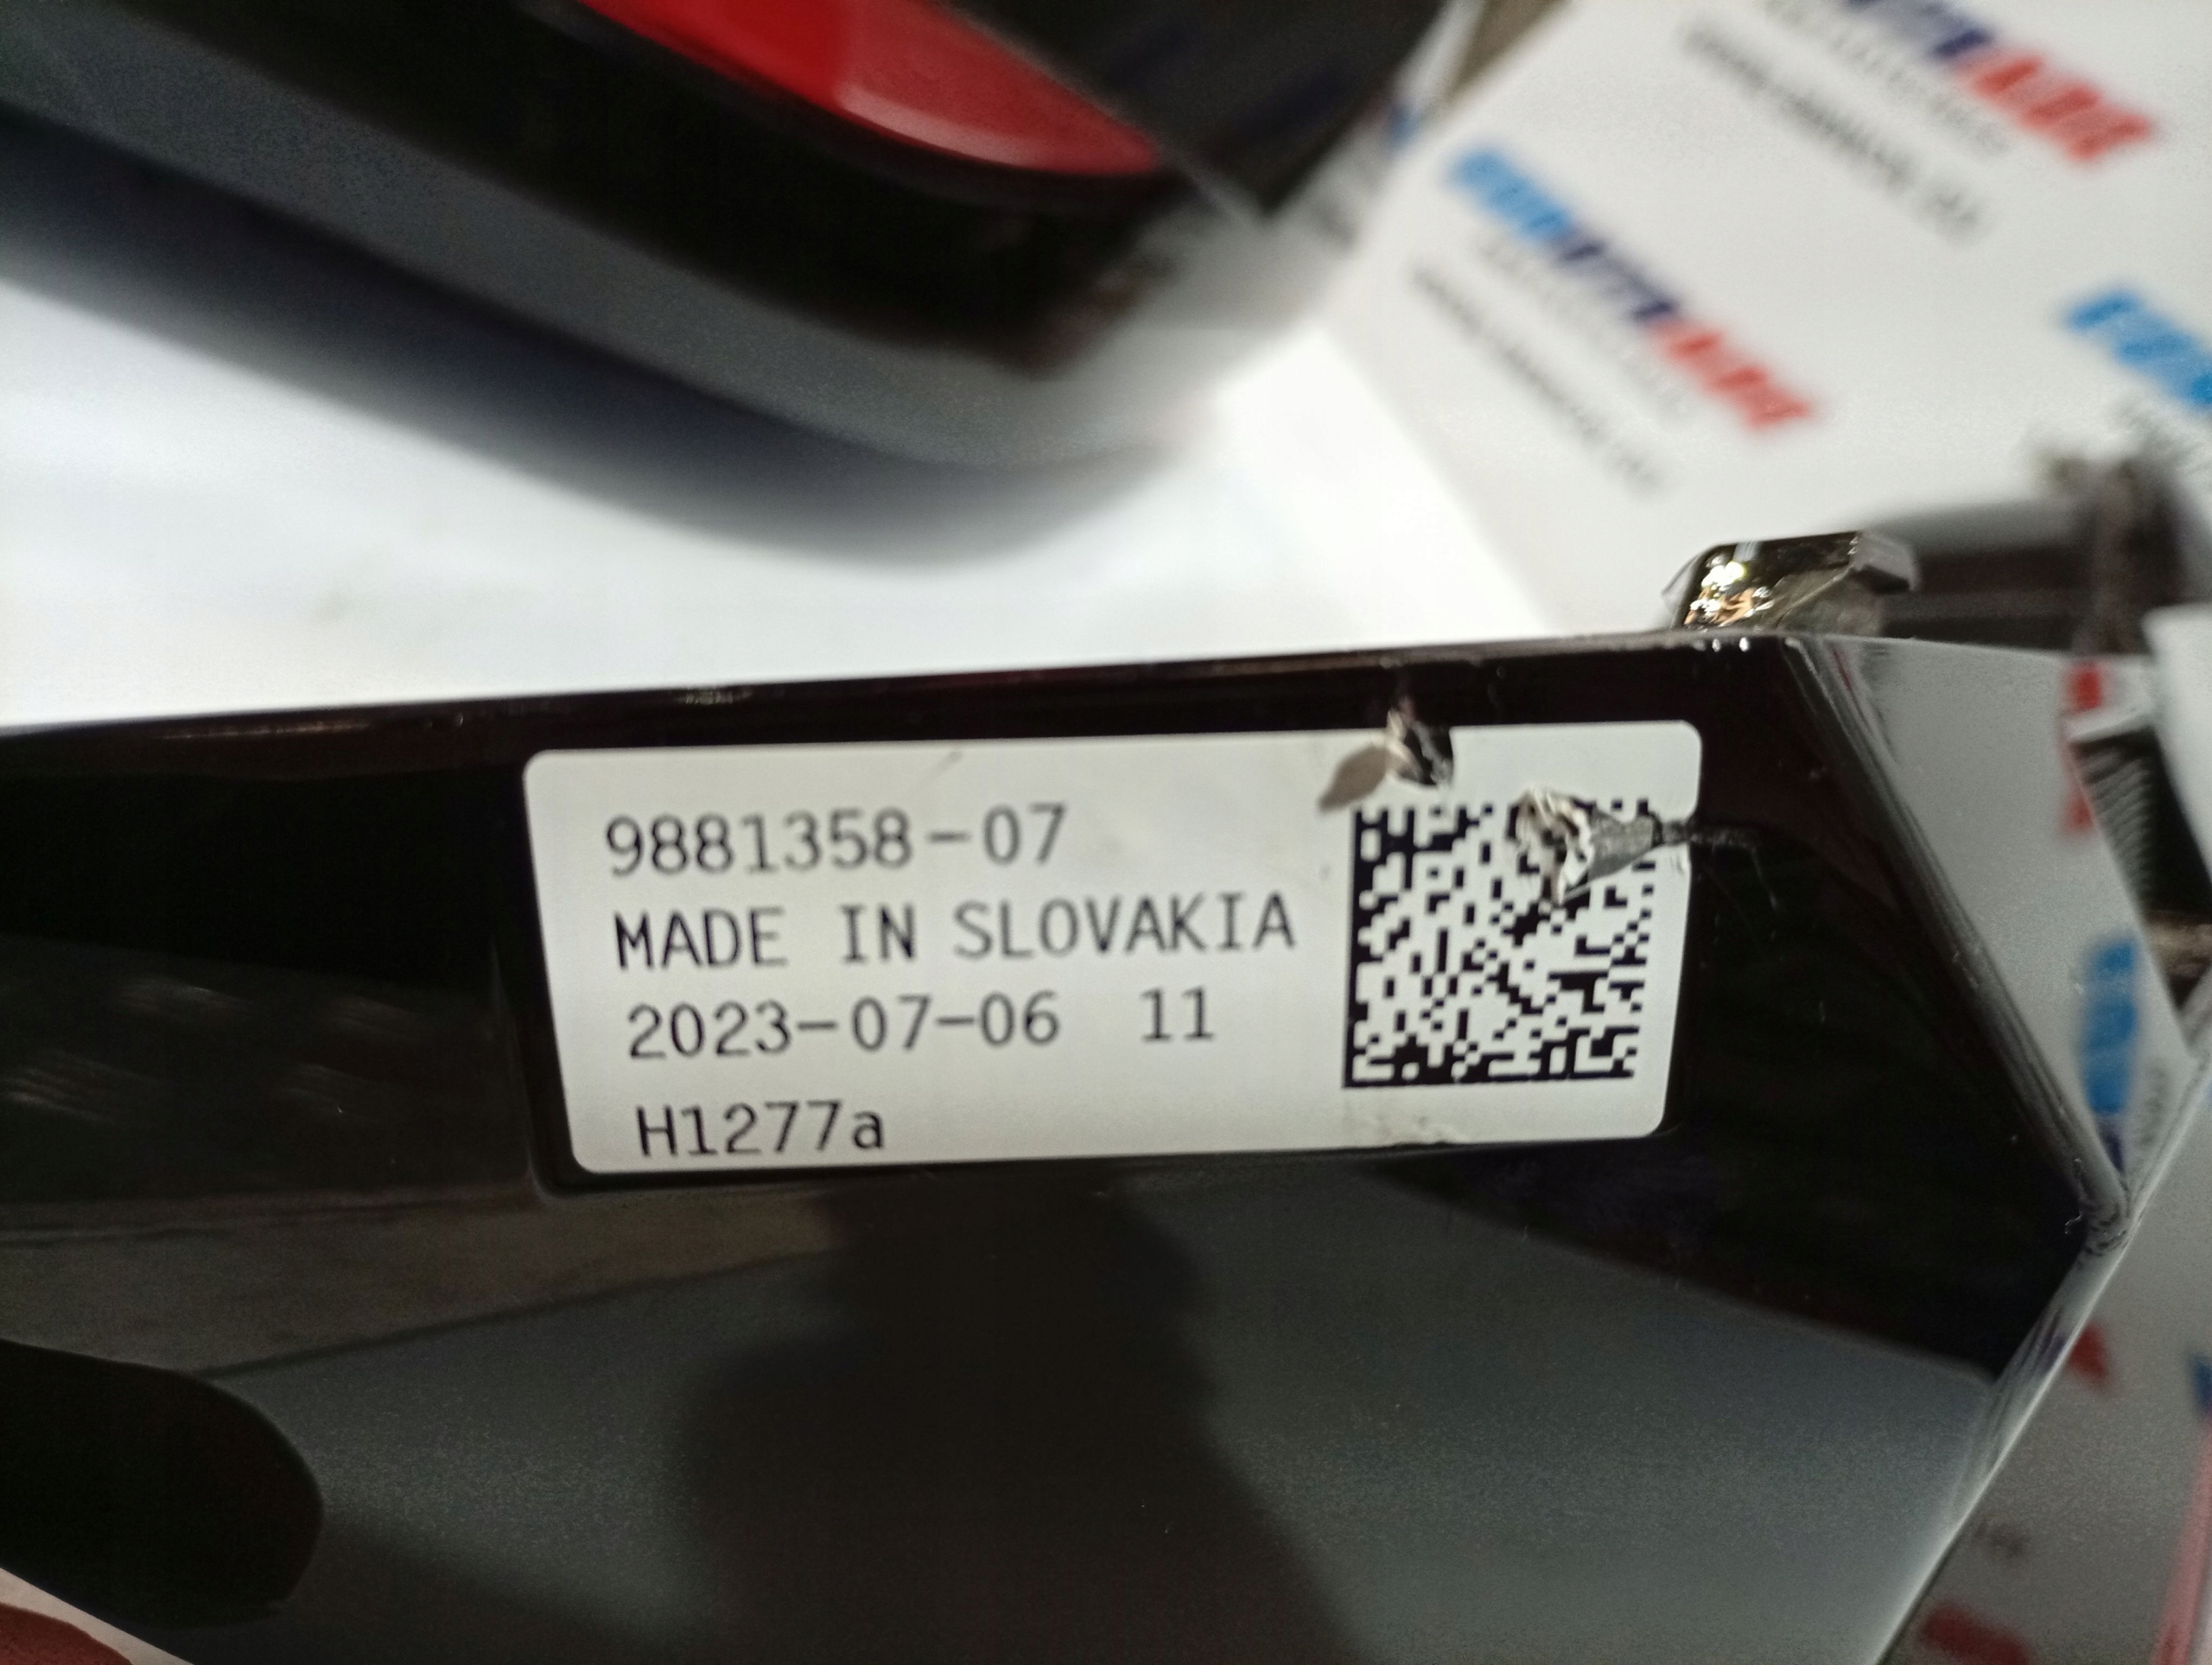 9881358-07
MADE IN SLOVAKIA
2023-07-06 11
H1277a